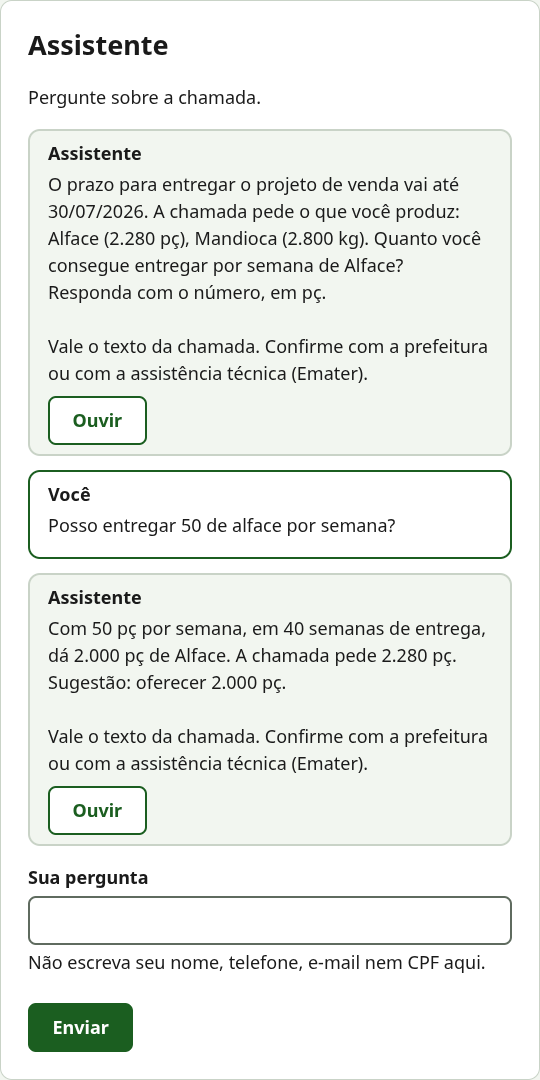 Assistente
Pergunte sobre a chamada.
Assistente
O prazo para entregar o projeto de venda vai até
30/07/2026. A chamada pede o que você produz:
Alface (2.280 pç), Mandioca (2.800 kg). Quanto você
consegue entregar por semana de Alface?
Responda com o número, em pç.
Vale o texto da chamada. Confirme com a prefeitura
ou com a assistência técnica (Emater).
Ouvir
Você
Posso entregar 50 de alface por semana?
Assistente
Com 50 pç por semana, em 40 semanas de entrega,
dá 2.000 pç de Alface. A chamada pede 2.280 pç.
Sugestão: oferecer 2.000 pç.
Vale o texto da chamada. Confirme com a prefeitura
ou com a assistência técnica (Emater).
Ouvir
Sua pergunta
Não escreva seu nome, telefone, e-mail nem CPF aqui.
Enviar